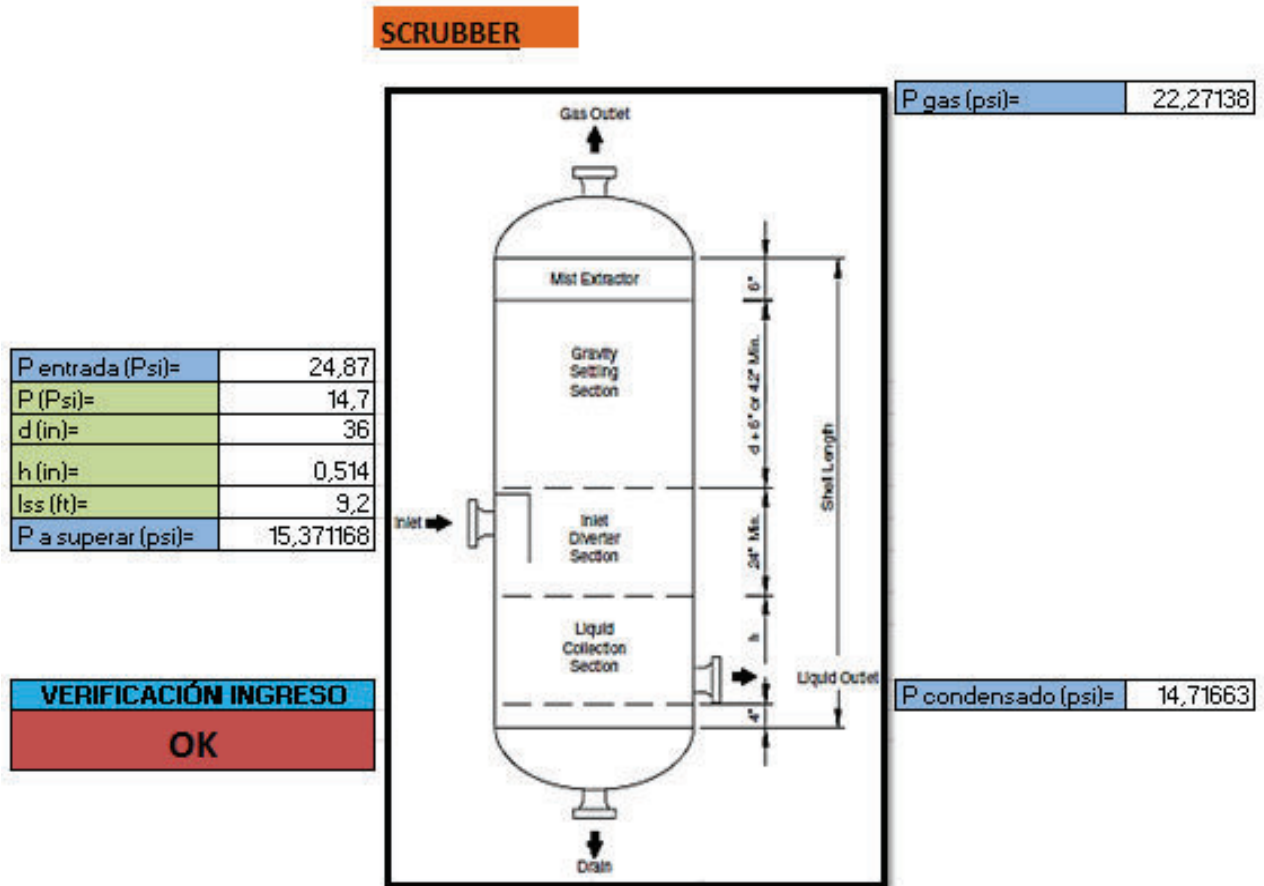 SCRUBBER
P gas (psi)= 22,27138
Gas Outlet
Mist Extractor
6"
Gravity
Setting
Section
d + 6" or 42" Min.
Shell Length
P entrada (Psi)= 24,87
P (Psi)= 14,7
d (in)= 36
h (in)= 0,514
lss (ft)= 9,2
P a superar (psi)= 15,371168
Inlet
Inlet
Diverter
Section
24" Min.
Liquid
Collection
Section
h
Liquid Outlet
4"
VERIFICACIÓN INGRESO
OK
P condensado (psi)= 14,71663
Drain